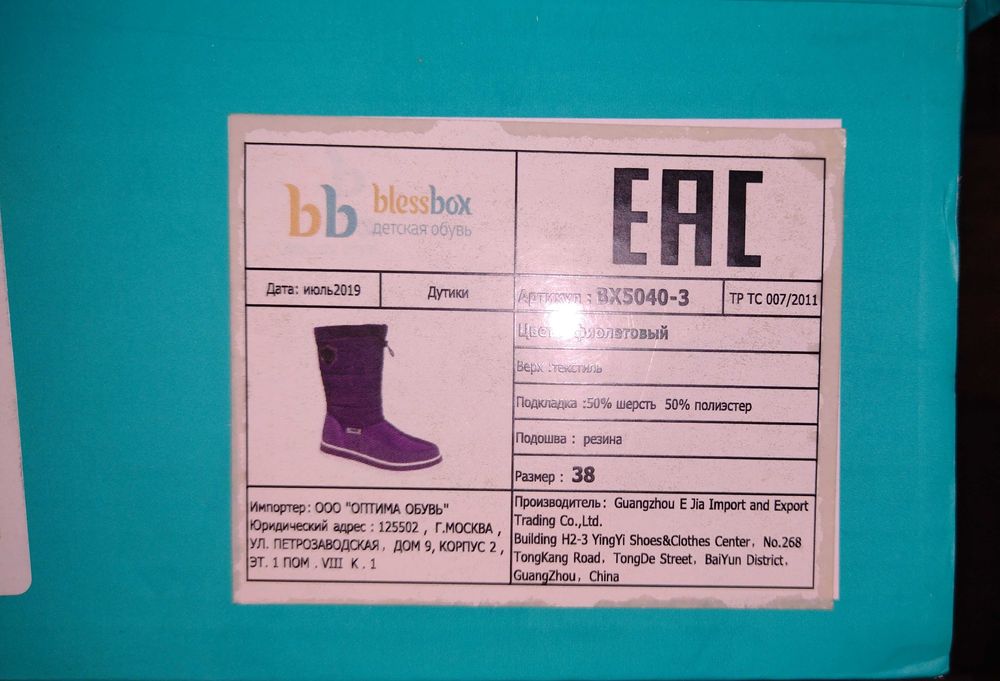 bb blessbox
детская обувь
EAC
Дата: июль2019
Дутики
Артикул : BX5040-3
ТР ТС 007/2011
фиолетовый
Верх :текстиль
Подкладка :50% шерсть 50% полиэстер
Подошва : резина
Размер : 38
Импортер: ООО "ОПТИМА ОБУВЬ"
Юридический адрес : 125502 , Г.МОСКВА ,
УЛ. ПЕТРОЗАВОДСКАЯ , ДОМ 9, КОРПУС 2 ,
ЭТ. 1 ПОМ . VIII К . 1
Производитель: Guangzhou E Jia Import and Export
Trading Co.,Ltd.
Building H2-3 YingYi Shoes&Clothes Center, No.268
TongKang Road, TongDe Street, BaiYun District,
GuangZhou, China